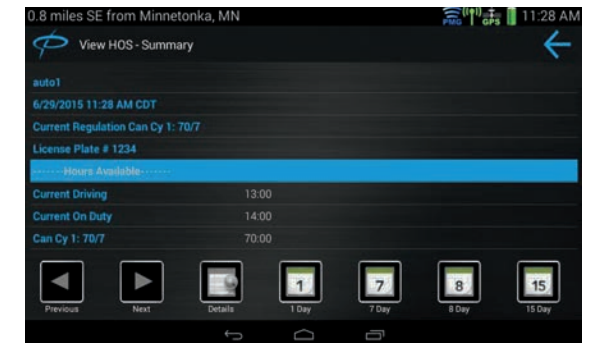 0.8 miles SE from Minnetonka, MN PMG GPS 11:28 AM
View HOS - Summary
auto1
6/29/2015 11:28 AM CDT
Current Regulation Can Cy 1: 70/7
License Plate # 1234
-------Hours Available-------
Current Driving 13:00
Current On Duty 14:00
Can Cy 1: 70/7 70:00
1 7 8 15
Previous Next Details 1 Day 7 Day 8 Day 15 Day